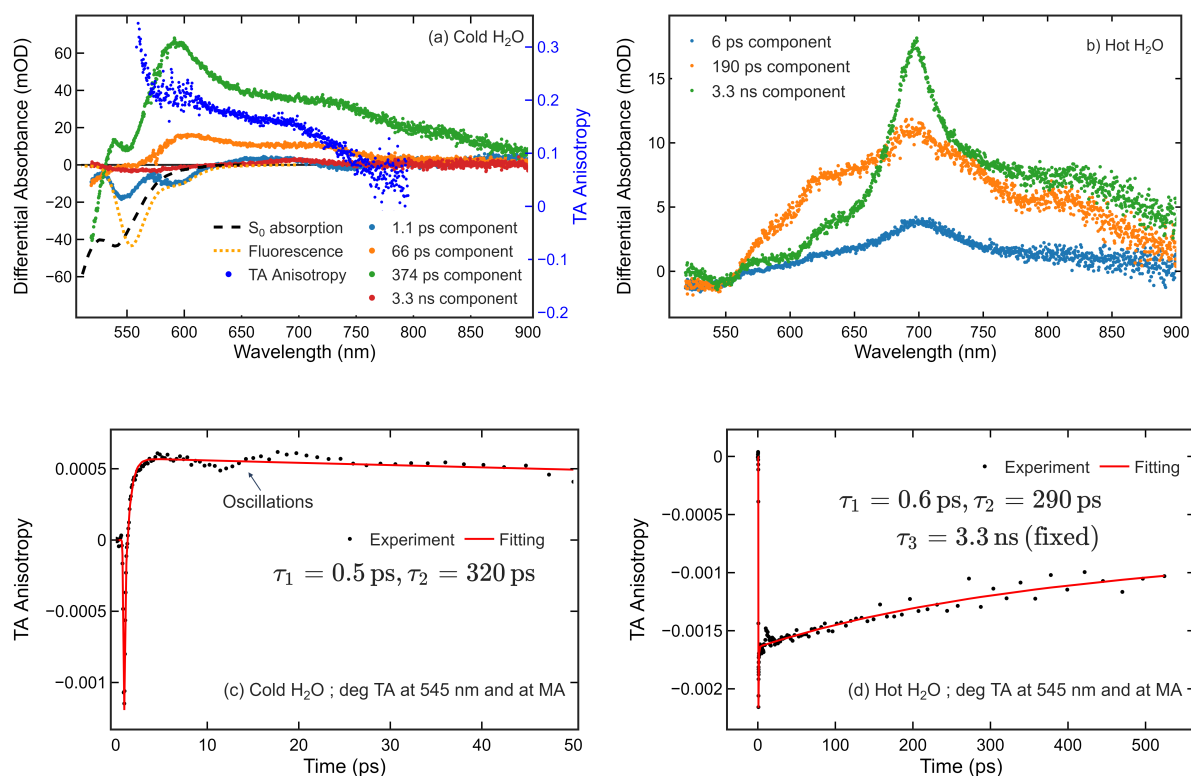 (a) Cold H₂O
Differential Absorbance (mOD)
60
40
20
0
−20
−40
−60
0.3
0.2
0.1
0
−0.1
−0.2
TA Anisotropy
S₀ absorption
Fluorescence
TA Anisotropy
1.1 ps component
66 ps component
374 ps component
3.3 ns component
550 600 650 700 750 800 850 900
Wavelength (nm)
b) Hot H₂O
Differential Absorbance (mOD)
15
10
5
0
6 ps component
190 ps component
3.3 ns component
550 600 650 700 750 800 850 900
Wavelength (nm)
TA Anisotropy
0.0005
0
−0.0005
−0.001
Oscillations
Experiment Fitting
τ₁ = 0.5 ps, τ₂ = 320 ps
(c) Cold H₂O ; deg TA at 545 nm and at MA
0 10 20 30 40 50
Time (ps)
TA Anisotropy
0
−0.0005
−0.001
−0.0015
−0.002
Experiment Fitting
τ₁ = 0.6 ps, τ₂ = 290 ps
τ₃ = 3.3 ns (fixed)
(d) Hot H₂O ; deg TA at 545 nm and at MA
0 100 200 300 400 500
Time (ps)